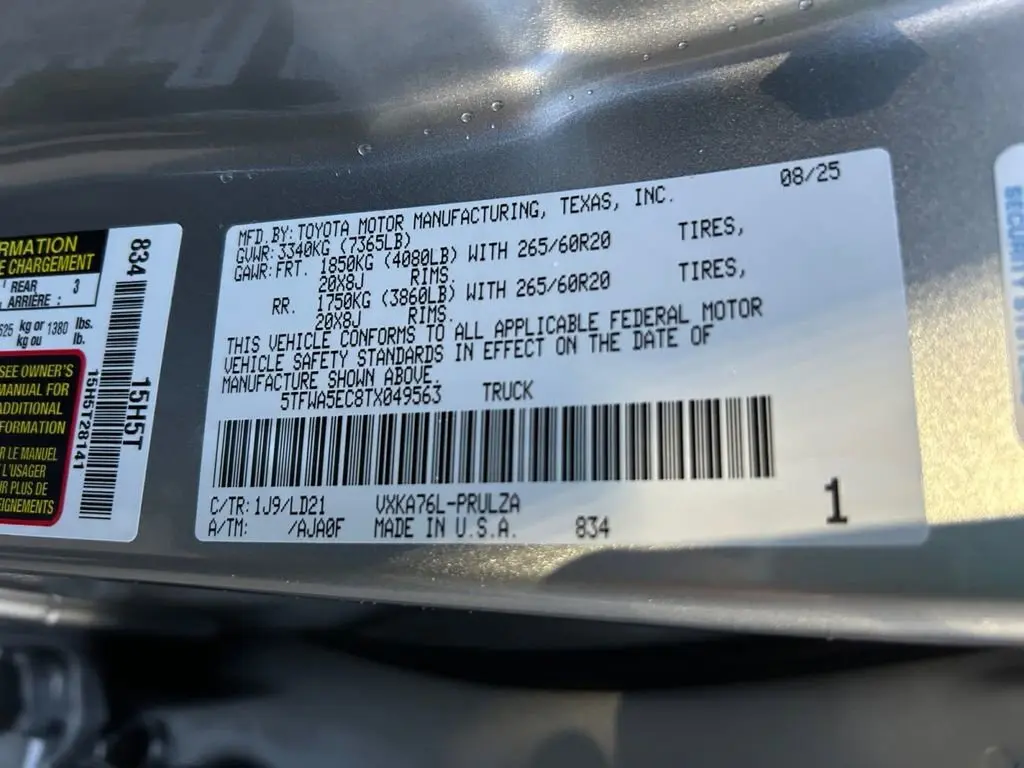 RMATION
E CHARGEMENT
REAR
ARRIÈRE : 3
625 kg or 1380 lbs.
kg ou lb.
SEE OWNER'S
MANUAL FOR
ADDITIONAL
FORMATION
R LE MANUEL
L'USAGER
R PLUS DE
EIGNEMENTS
834
15H5T
15H5T28141
08/25
MFD.BY:TOYOTA MOTOR MANUFACTURING, TEXAS, INC.
GVWR:3340KG (7365LB)
GAWR:FRT. 1850KG (4080LB) WITH 265/60R20 TIRES,
20X8J RIMS.
RR. 1750KG (3860LB) WITH 265/60R20 TIRES,
20X8J RIMS.
THIS VEHICLE CONFORMS TO ALL APPLICABLE FEDERAL MOTOR
VEHICLE SAFETY STANDARDS IN EFFECT ON THE DATE OF
MANUFACTURE SHOWN ABOVE.
5TFWA5EC8TX049563 TRUCK
C/TR:1J9/LD21 VXKA76L-PRULZA
A/TM: /AJA0F MADE IN U.S.A. 834
1
SECURITY